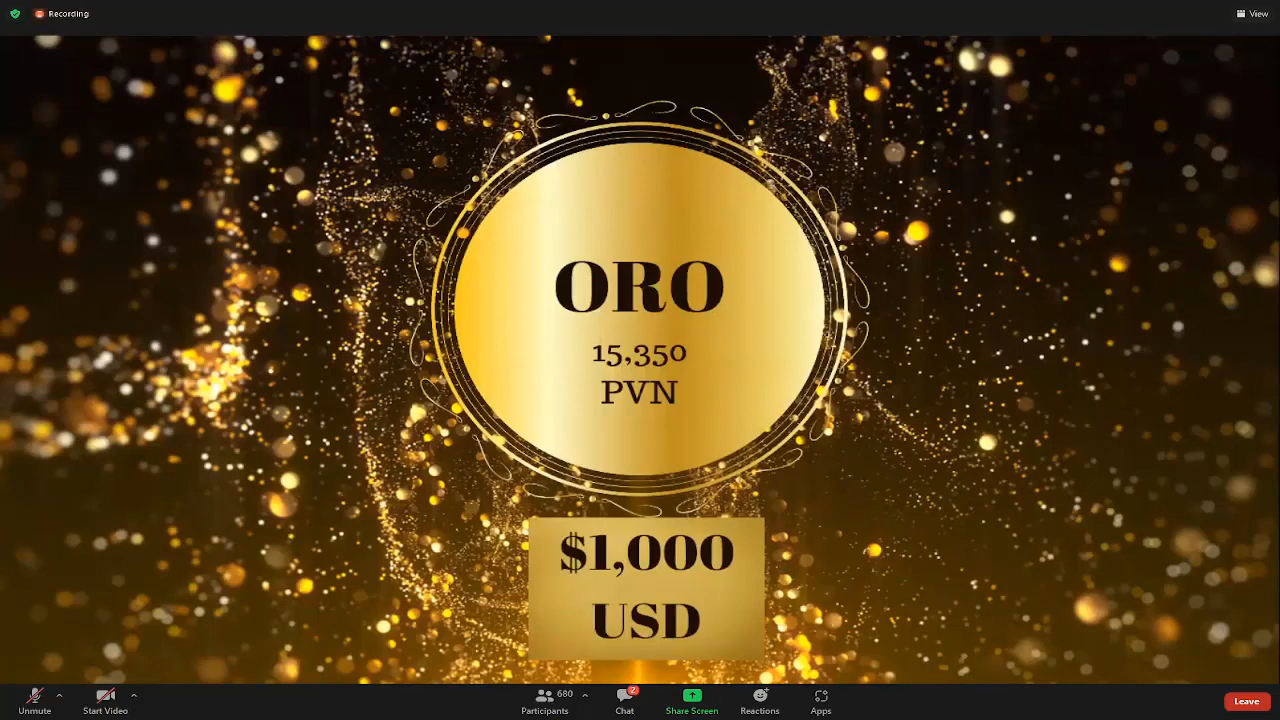 Recording
View
ORO
15,350
PVN
$1,000
USD
680
2
Unmute
Start Video
Participants
Chat
Share Screen
Reactions
Apps
Leave